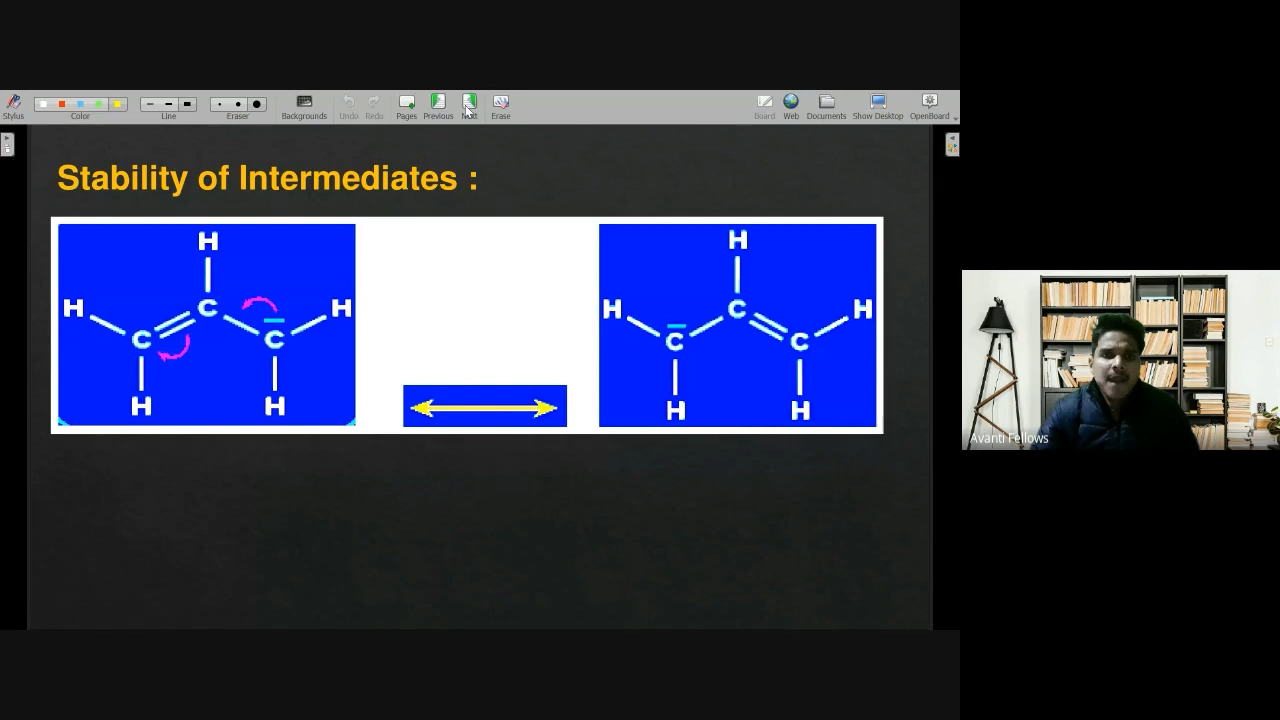 Stylus Color Line Eraser Backgrounds Undo Redo Pages Previous Next Erase Board Web Documents Show Desktop OpenBoard
Stability of Intermediates :
H H
H C H H C H
C C C C
H H H H
Avanti Fellows